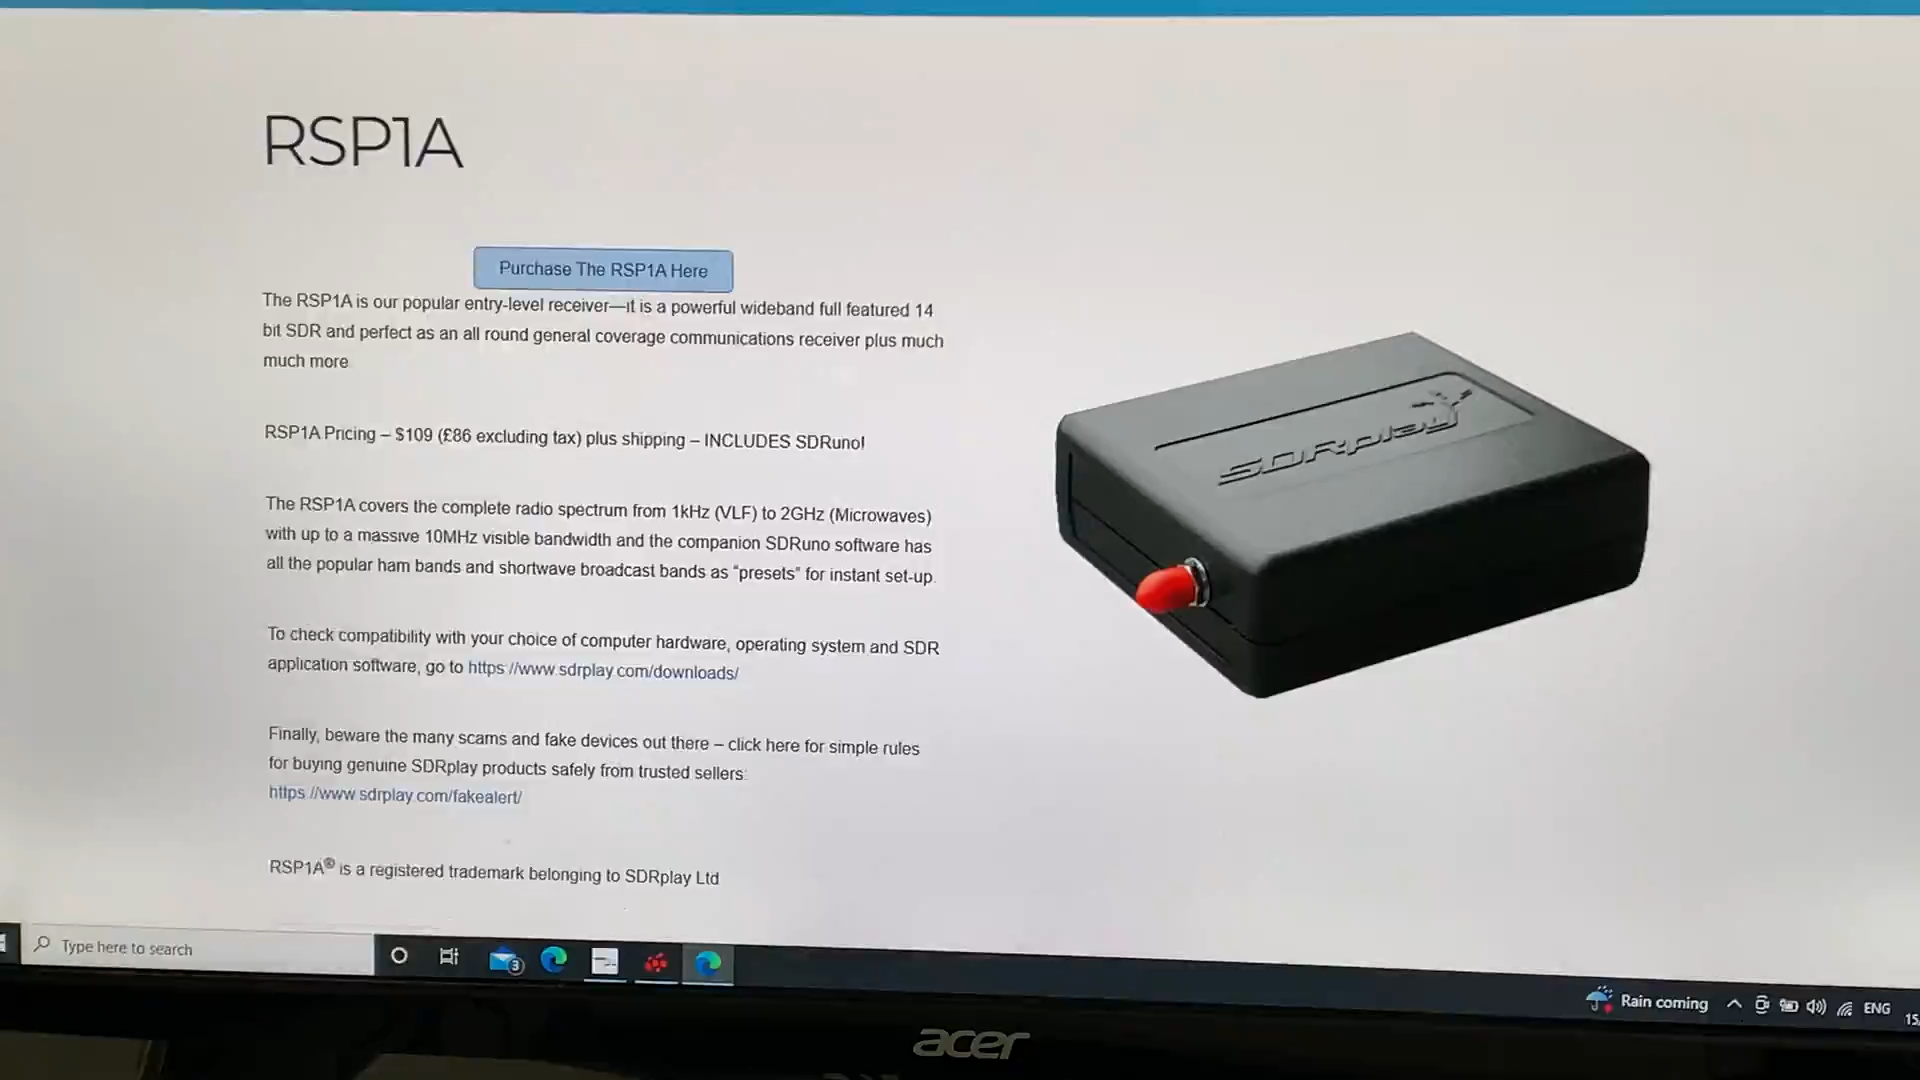 RSP1A
Purchase The RSP1A Here
The RSP1A is our popular entry-level receiver—it is a powerful wideband full featured 14
bit SDR and perfect as an all round general coverage communications receiver plus much
much more
RSP1A Pricing – $109 (£86 excluding tax) plus shipping – INCLUDES SDRuno!
The RSP1A covers the complete radio spectrum from 1kHz (VLF) to 2GHz (Microwaves)
with up to a massive 10MHz visible bandwidth and the companion SDRuno software has
all the popular ham bands and shortwave broadcast bands as “presets” for instant set-up.
To check compatibility with your choice of computer hardware, operating system and SDR
application software, go to https://www.sdrplay.com/downloads/
Finally, beware the many scams and fake devices out there – click here for simple rules
for buying genuine SDRplay products safely from trusted sellers:
https://www.sdrplay.com/fakealert/
RSP1A® is a registered trademark belonging to SDRplay Ltd
SDRplay
Type here to search
3
Rain coming
ENG
acer